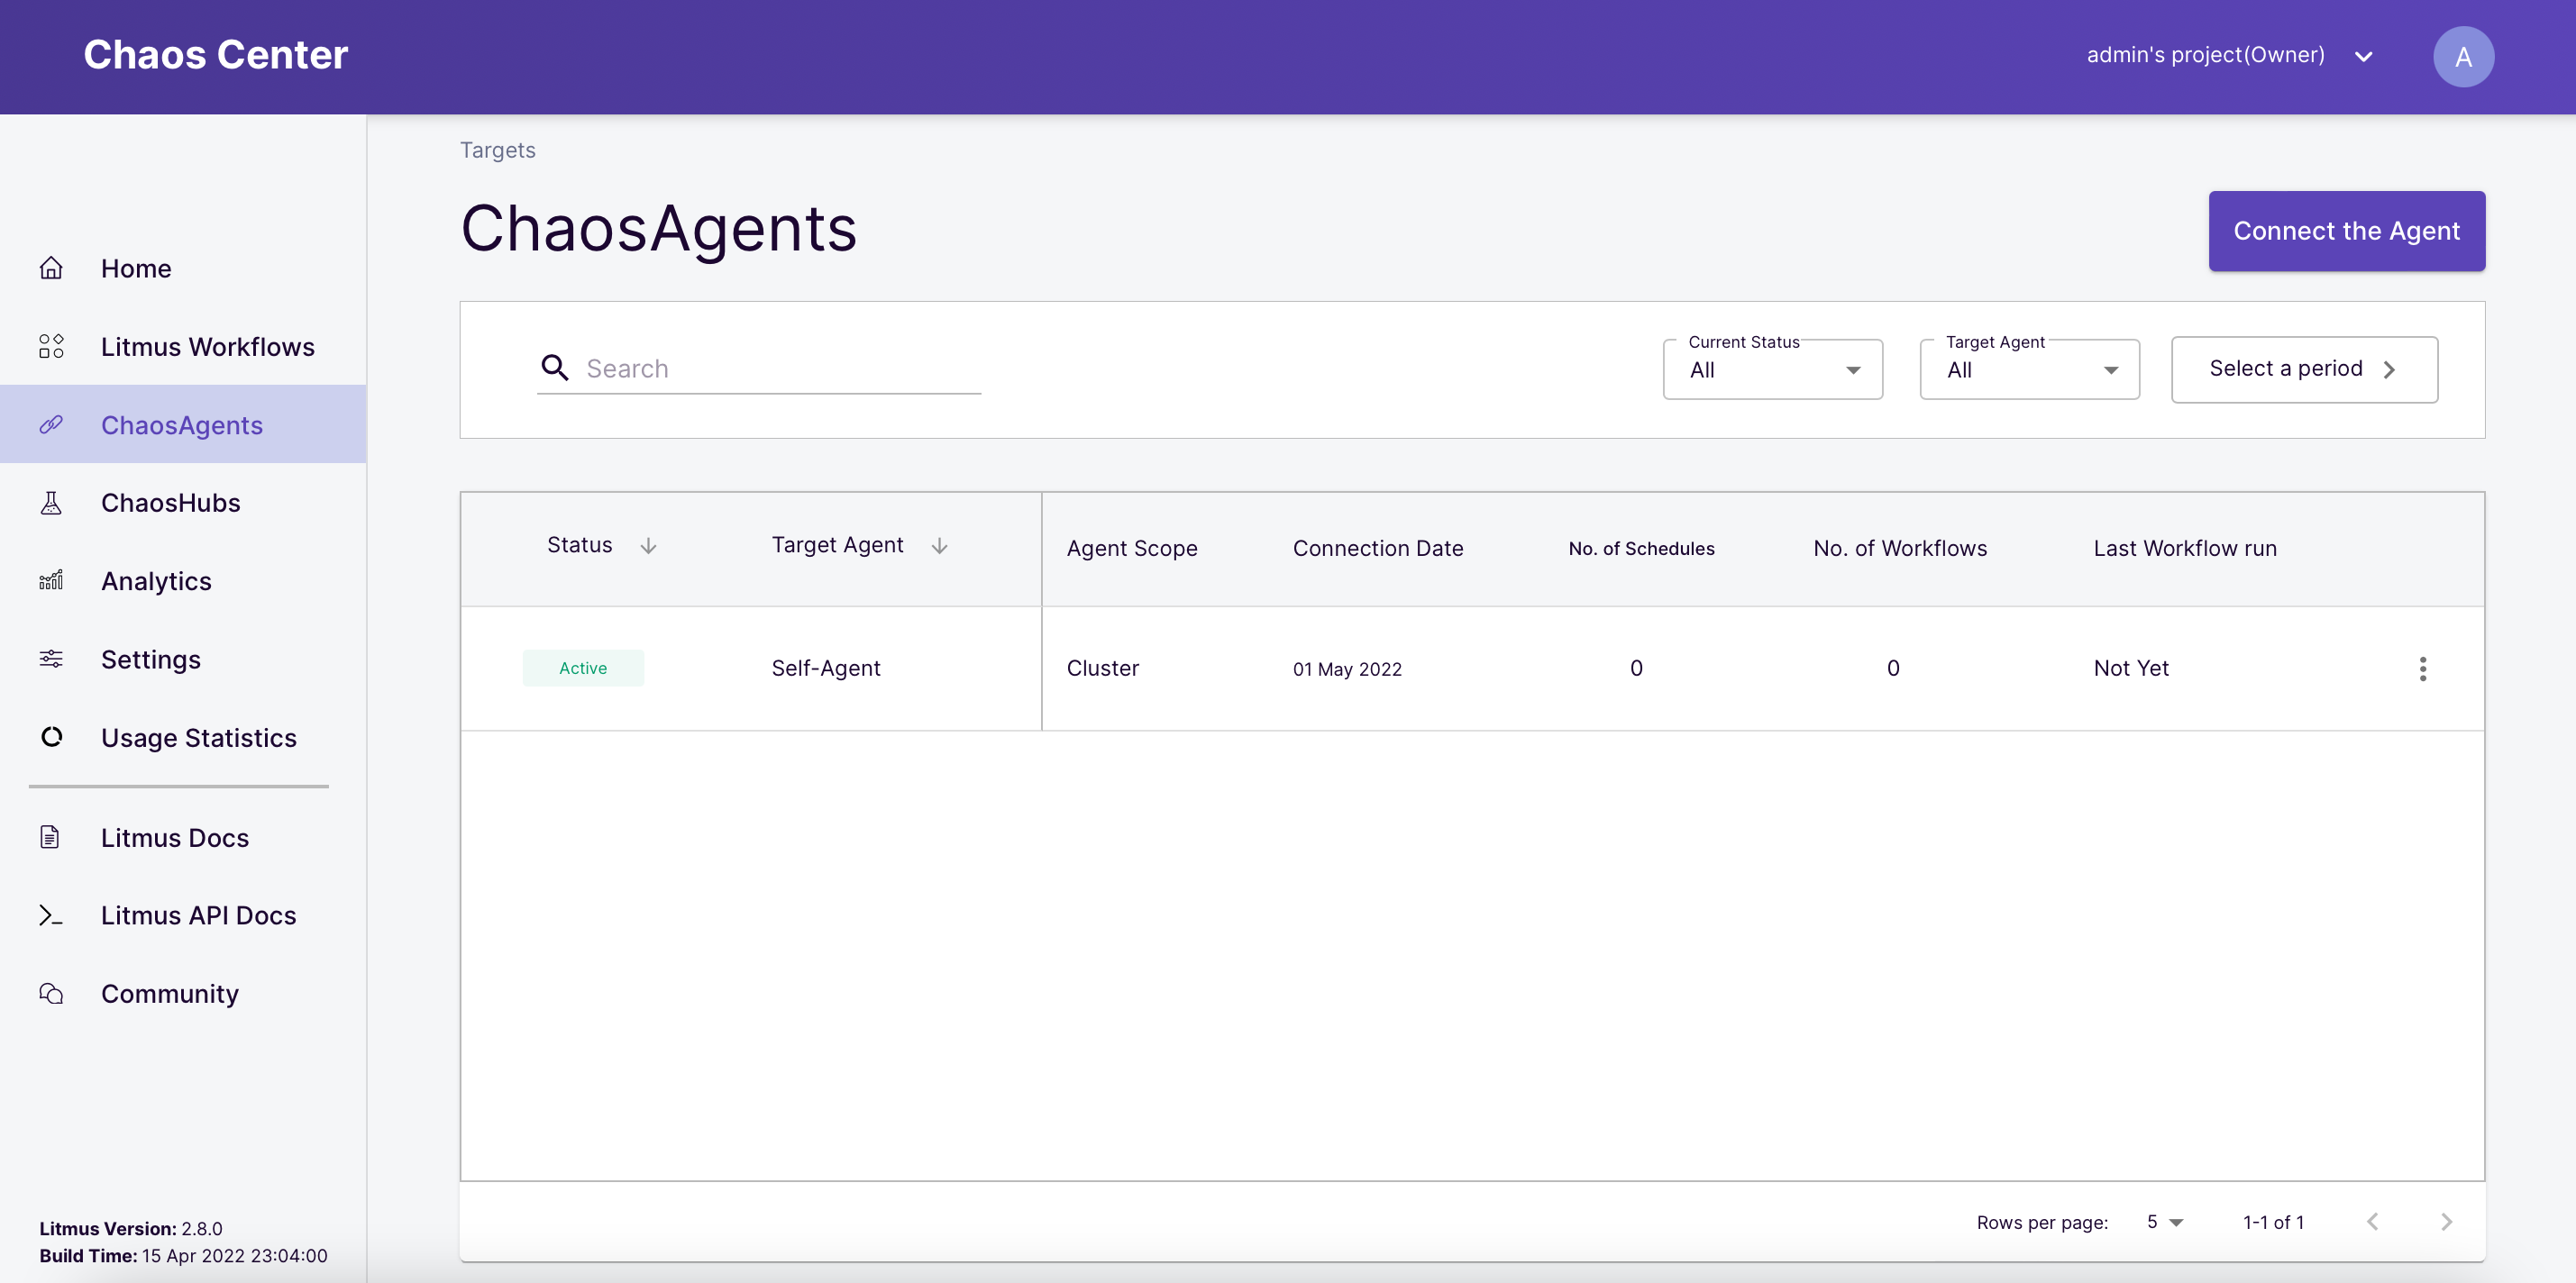 Chaos Center
admin's project(Owner)
A
Home
Litmus Workflows
ChaosAgents
ChaosHubs
Analytics
Settings
Usage Statistics
Litmus Docs
Litmus API Docs
Community
Litmus Version: 2.8.0
Build Time: 15 Apr 2022 23:04:00
Targets
ChaosAgents
Connect the Agent
Search
Current Status
All
Target Agent
All
Select a period
Status Target Agent Agent Scope Connection Date No. of Schedules No. of Workflows Last Workflow run
Active Self-Agent Cluster 01 May 2022 0 0 Not Yet
Rows per page: 5 1-1 of 1